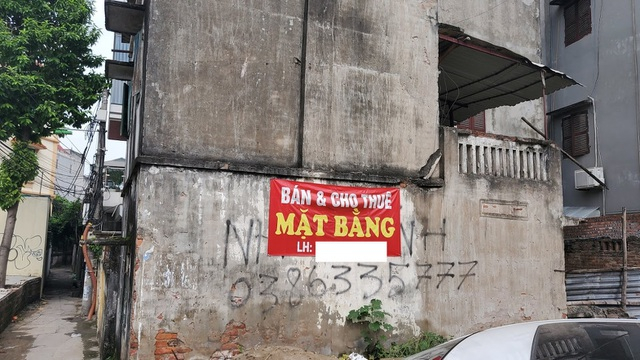 BÁN & CHO THUÊ
MẶT BẰNG
LH:
0386335777